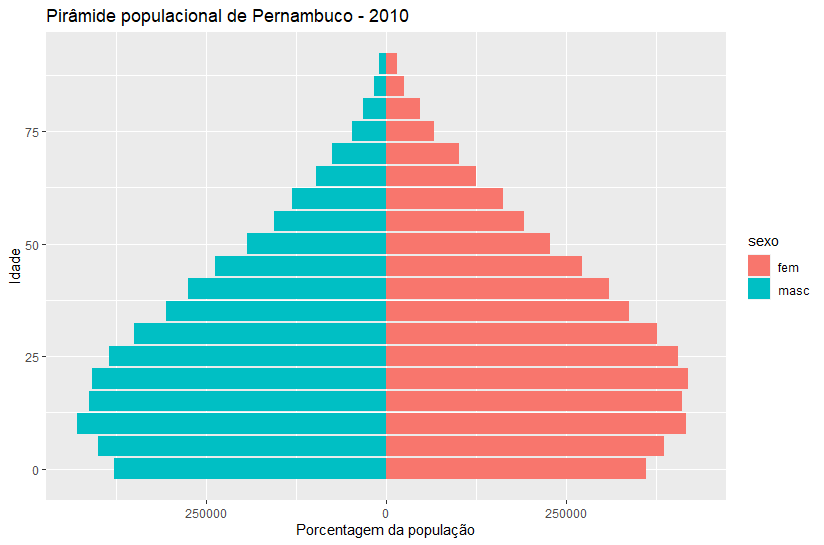 Pirâmide populacional de Pernambuco - 2010
75
50
25
0
Idade
250000 0 250000
Porcentagem da população
sexo
fem
masc